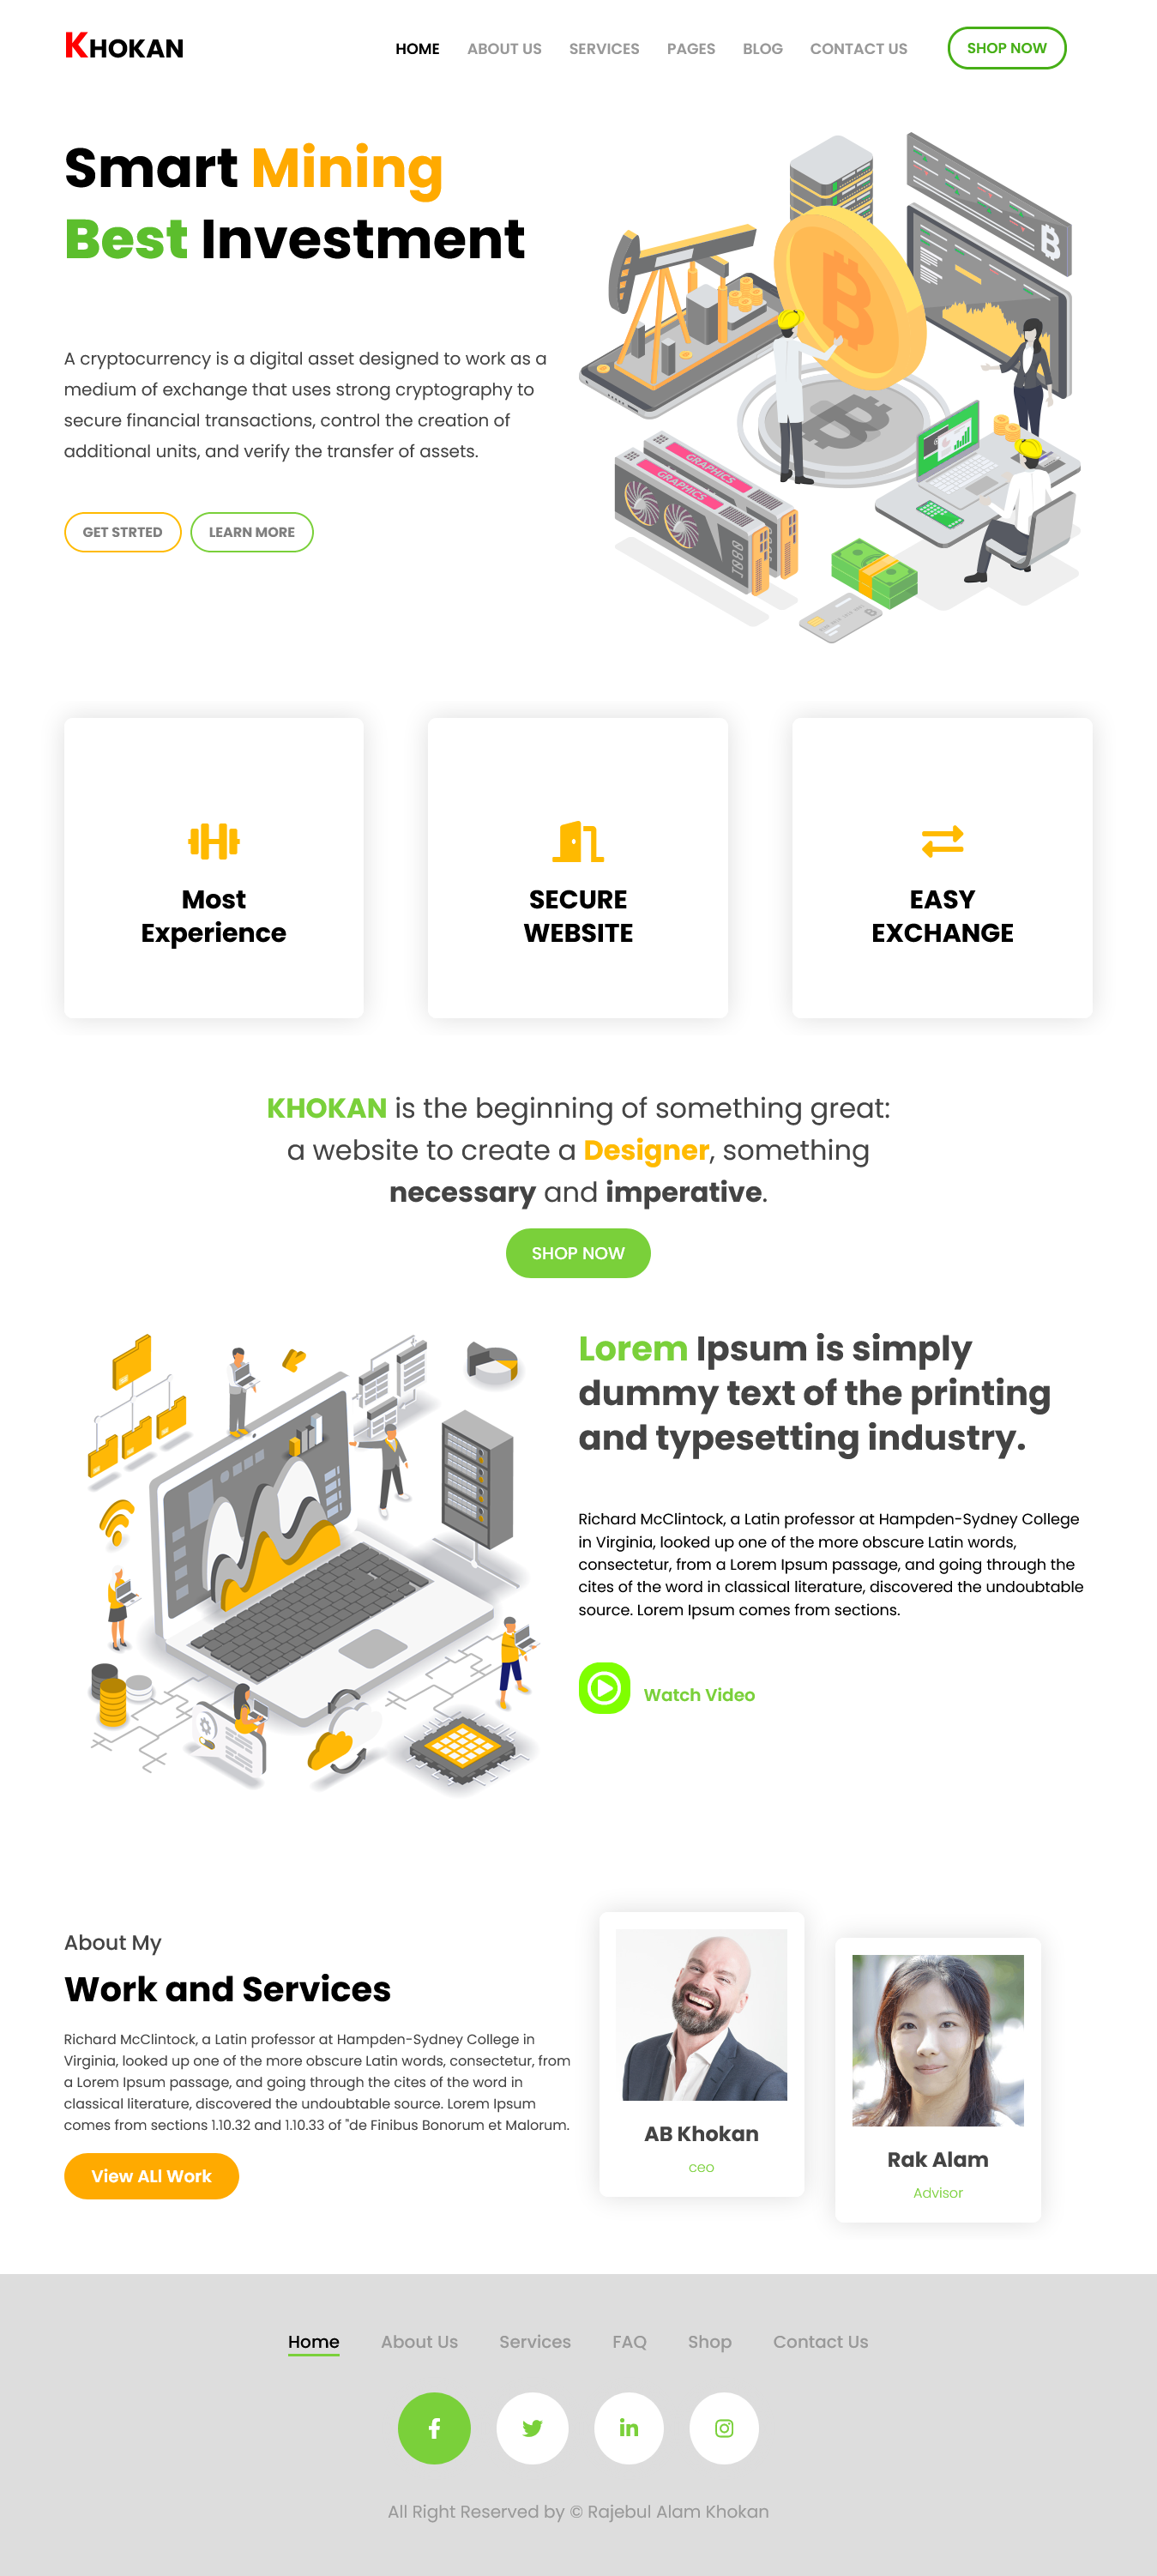 KHOKAN
HOME ABOUT US SERVICES PAGES BLOG CONTACT US SHOP NOW
Smart Mining
Best Investment
A cryptocurrency is a digital asset designed to work as a
medium of exchange that uses strong cryptography to
secure financial transactions, control the creation of
additional units, and verify the transfer of assets.
GET STRTED LEARN MORE
GRAPHICS
GRAPHICS
Most
Experience
SECURE
WEBSITE
EASY
EXCHANGE
KHOKAN is the beginning of something great:
a website to create a Designer, something
necessary and imperative.
SHOP NOW
Lorem Ipsum is simply
dummy text of the printing
and typesetting industry.
Richard McClintock, a Latin professor at Hampden-Sydney College
in Virginia, looked up one of the more obscure Latin words,
consectetur, from a Lorem Ipsum passage, and going through the
cites of the word in classical literature, discovered the undoubtable
source. Lorem Ipsum comes from sections.
Watch Video
About My
Work and Services
Richard McClintock, a Latin professor at Hampden-Sydney College in
Virginia, looked up one of the more obscure Latin words, consectetur, from
a Lorem Ipsum passage, and going through the cites of the word in
classical literature, discovered the undoubtable source. Lorem Ipsum
comes from sections 1.10.32 and 1.10.33 of "de Finibus Bonorum et Malorum.
View ALl Work
AB Khokan
ceo
Rak Alam
Advisor
Home About Us Services FAQ Shop Contact Us
All Right Reserved by © Rajebul Alam Khokan